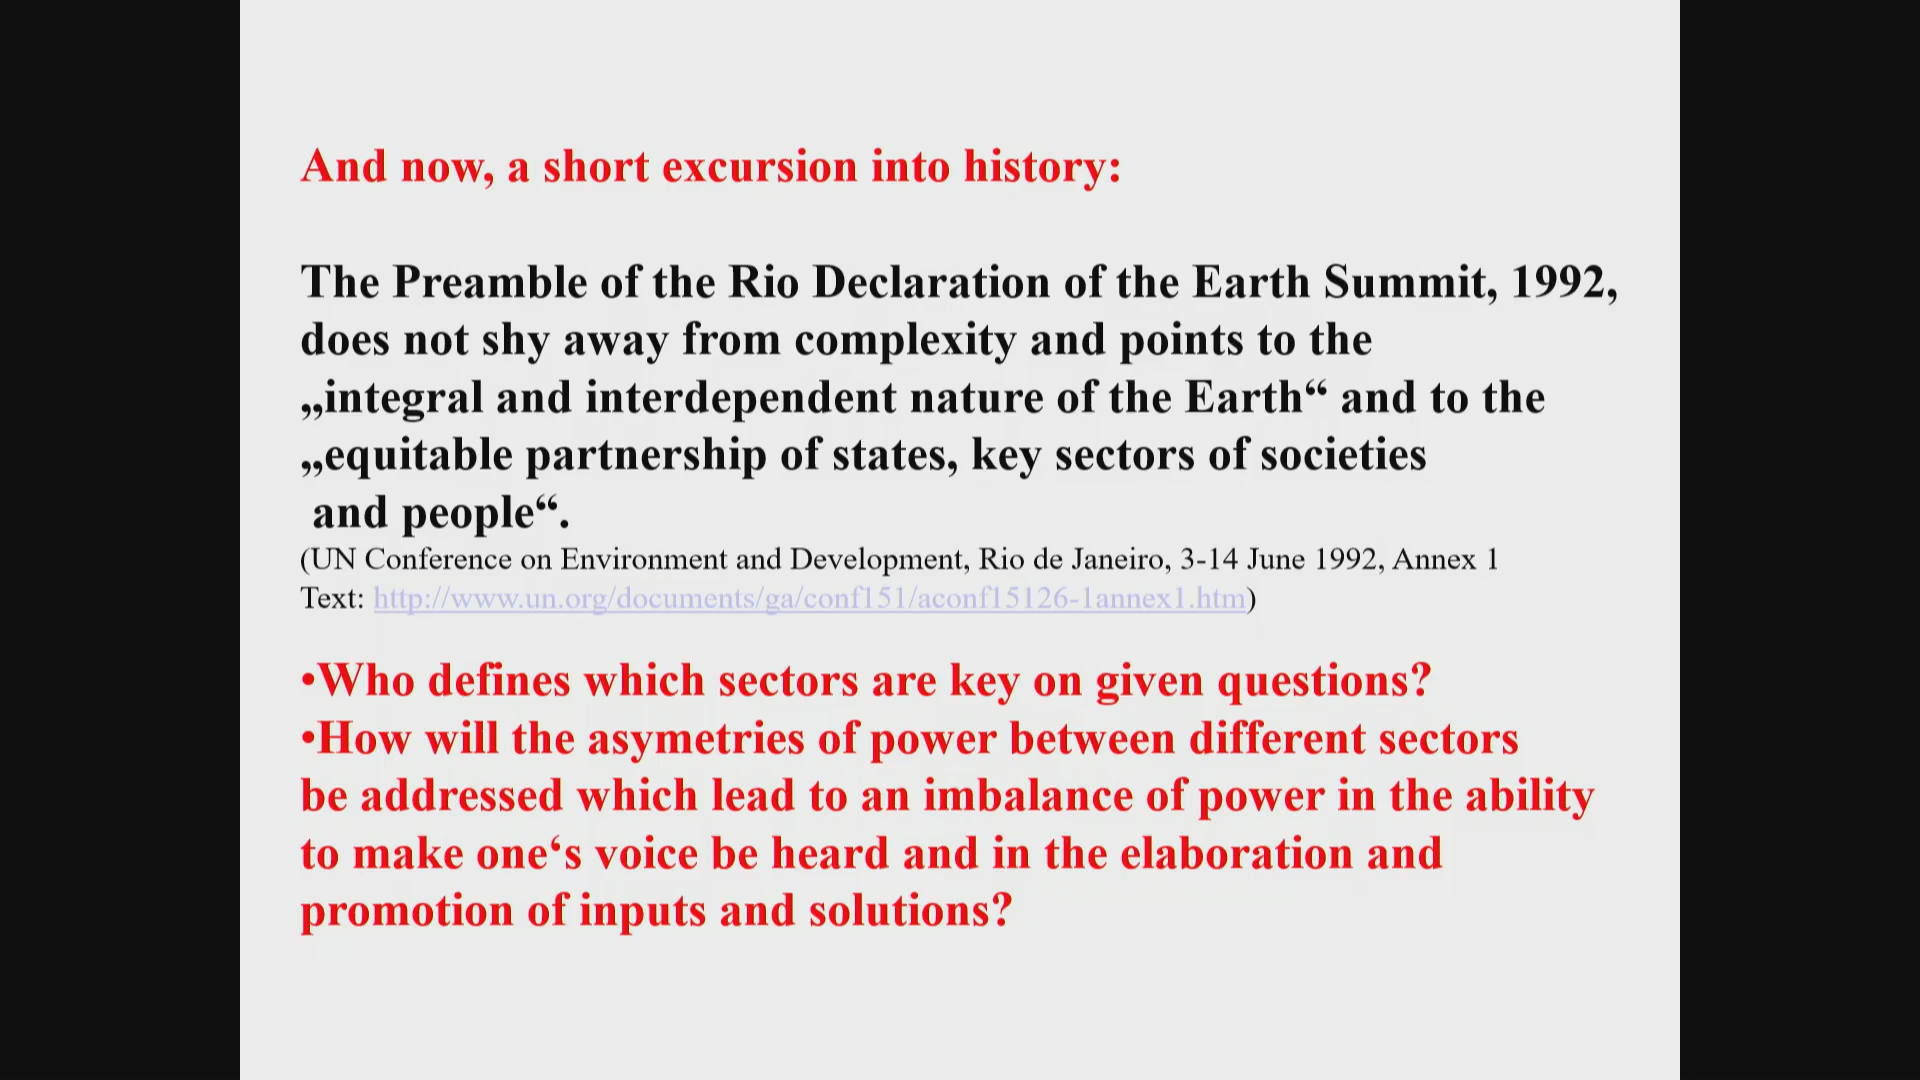 And now, a short excursion into history:
The Preamble of the Rio Declaration of the Earth Summit, 1992,
does not shy away from complexity and points to the
„integral and interdependent nature of the Earth“ and to the
„equitable partnership of states, key sectors of societies
and people“.
(UN Conference on Environment and Development, Rio de Janeiro, 3-14 June 1992, Annex 1
Text: http://www.un.org/documents/ga/conf151/aconf15126-1annex1.htm)
•Who defines which sectors are key on given questions?
•How will the asymetries of power between different sectors
be addressed which lead to an imbalance of power in the ability
to make one‘s voice be heard and in the elaboration and
promotion of inputs and solutions?